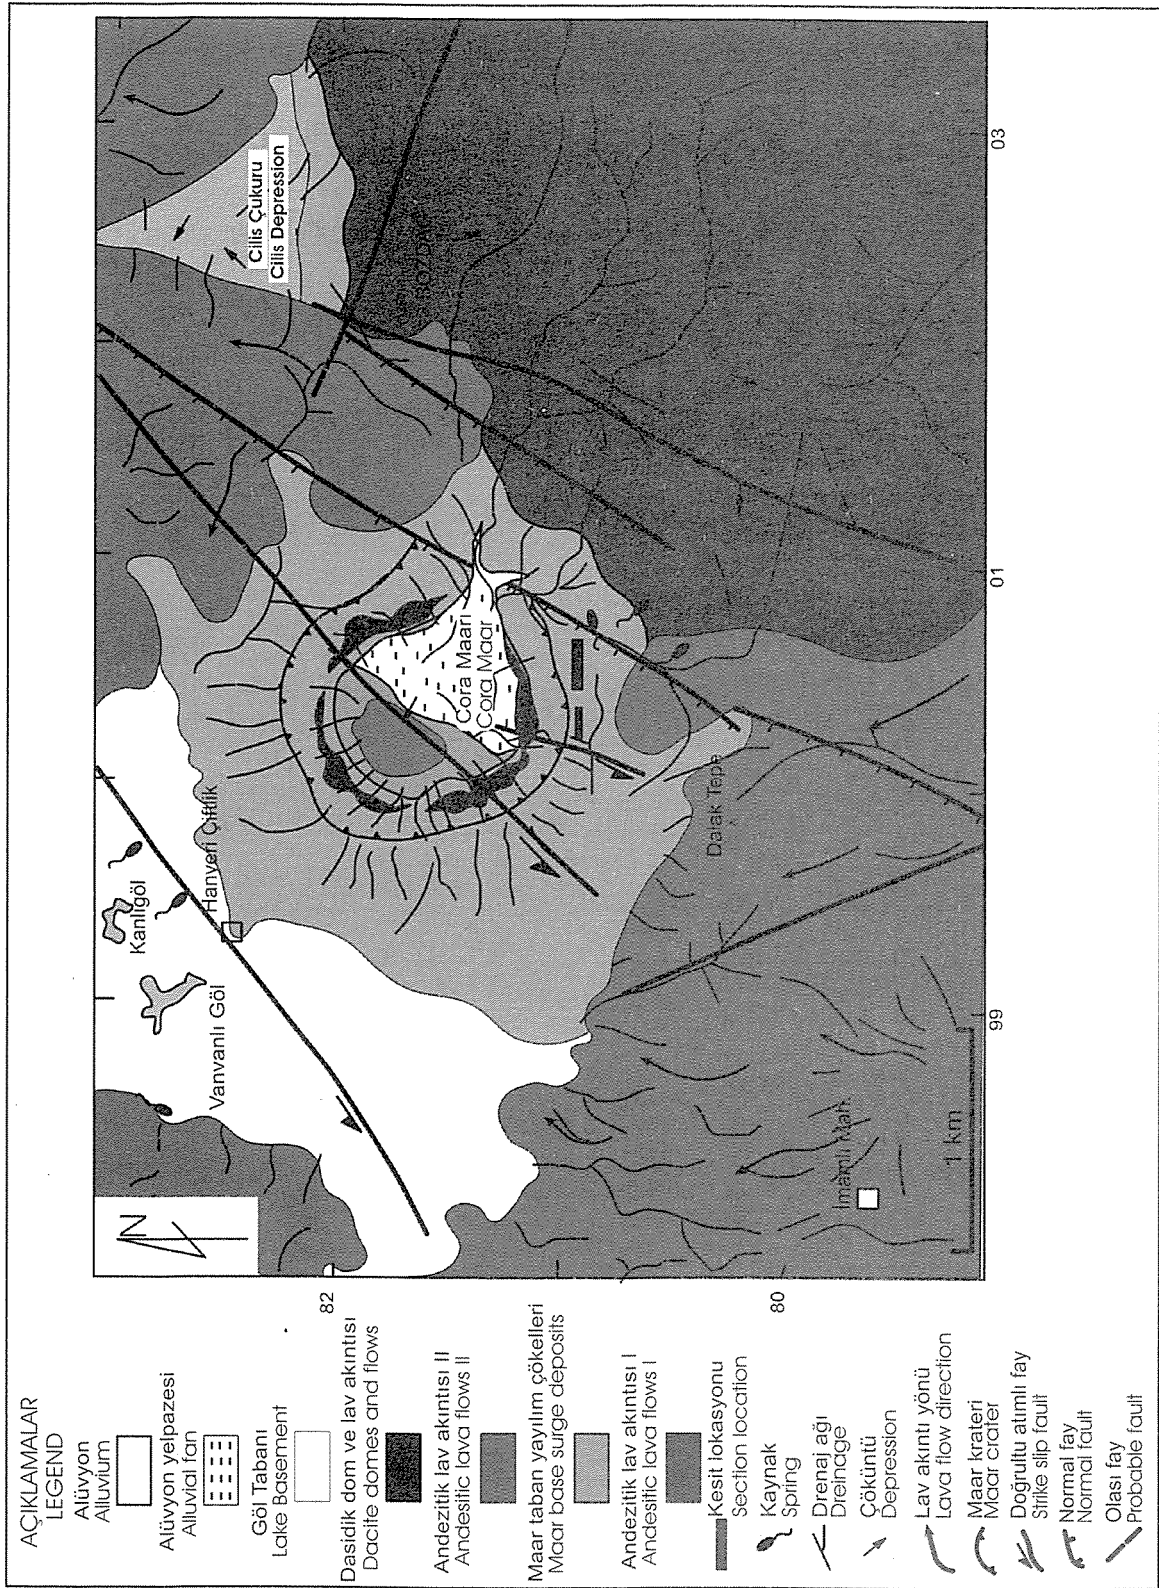 AÇIKLAMALAR
LEGEND
Alüvyon
Alluvium
Alüvyon yelpazesi
Alluvial fan
Göl Tabanı
Lake Basement
Dasidik dom ve lav akıntısı
Dacite domes and flows
Andezitik lav akıntısı II
Andesitic lava flows II
Maar taban yayılım çökelleri
Maar base surge deposits
Andezitik lav akıntısı I
Andesitic lava flows I
Kesit lokasyonu
Section location
Kaynak
Spring
Drenaj ağı
Dreinage
Çöküntü
Depression
Lav akıntı yönü
Lava flow direction
Maar krateri
Maar crater
Doğrultu atımlı fay
Strike slip fault
Normal fay
Normal fault
Olası fay
Probable fault
N
82
80
Vanvanlı Göl
Kanlıgöl
Hanyeri Çiftlik
Cora Maarı
Cora Maar
Cilis Çukuru
Cilis Depression
Darak Tepe
İmamlı Mah.
1 km
99
01
03